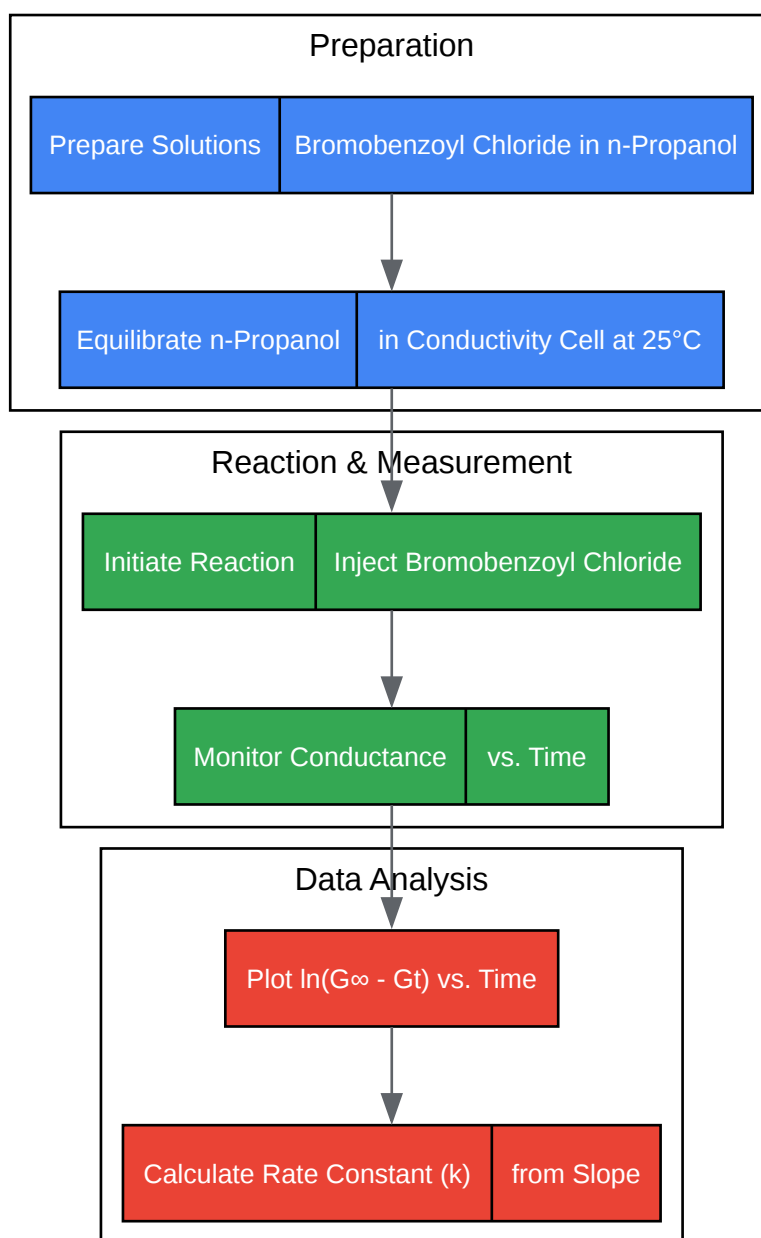 Preparation
Prepare Solutions Bromobenzoyl Chloride in n-Propanol
Equilibrate n-Propanol in Conductivity Cell at 25°C
Reaction & Measurement
Initiate Reaction Inject Bromobenzoyl Chloride
Monitor Conductance vs. Time
Data Analysis
Plot ln(G∞ - Gt) vs. Time
Calculate Rate Constant (k) from Slope